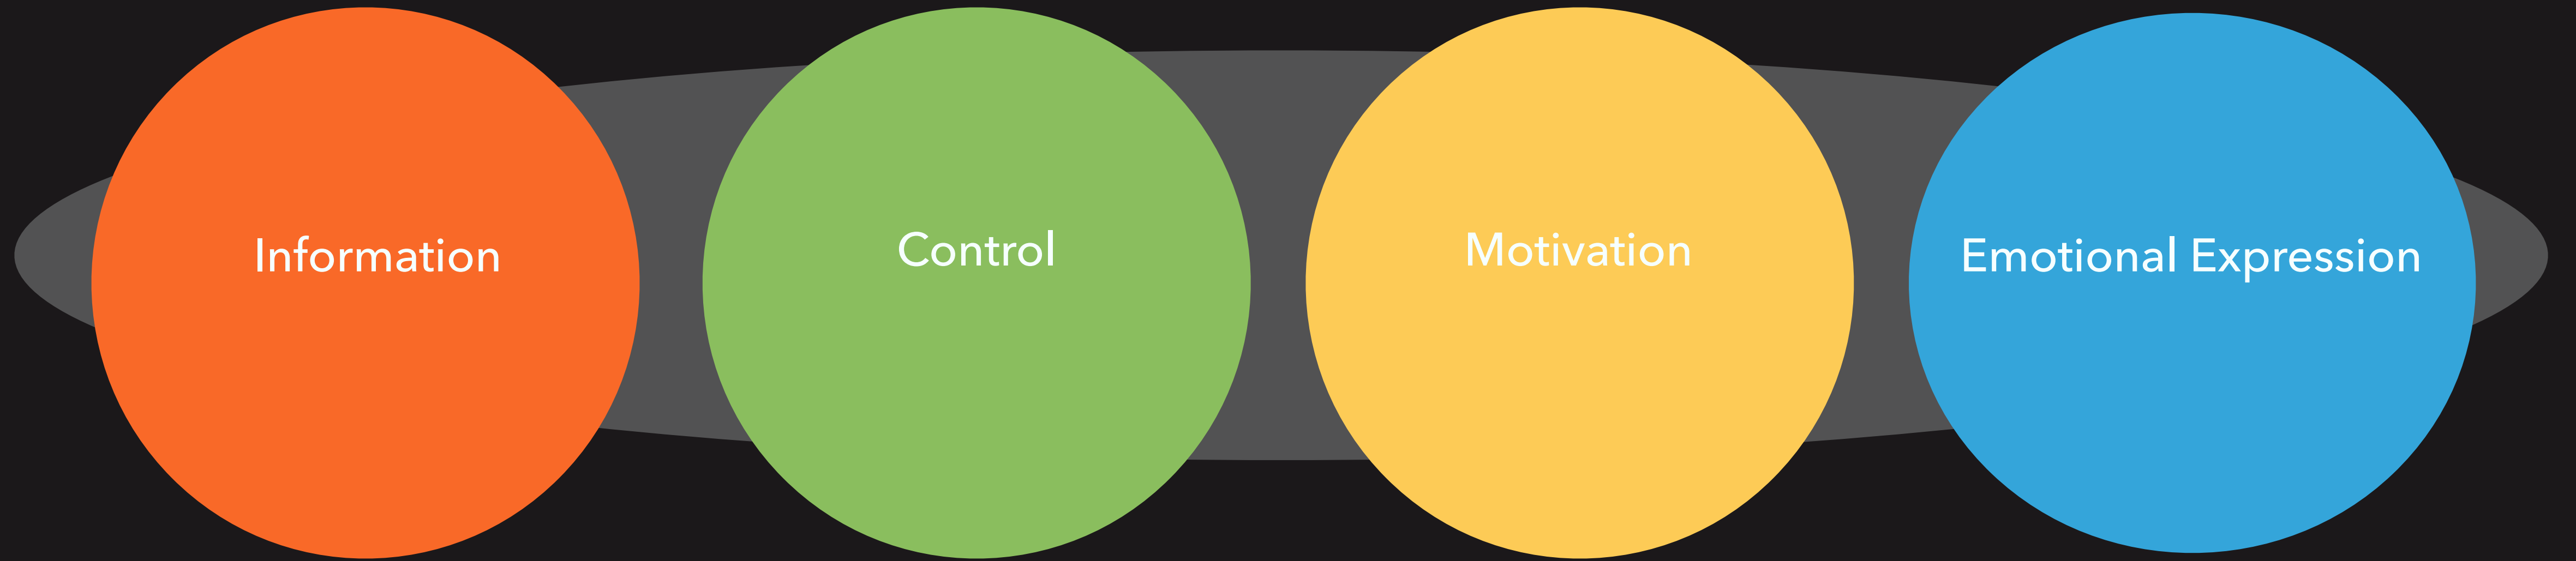 Information
Control
Motivation
Emotional Expression